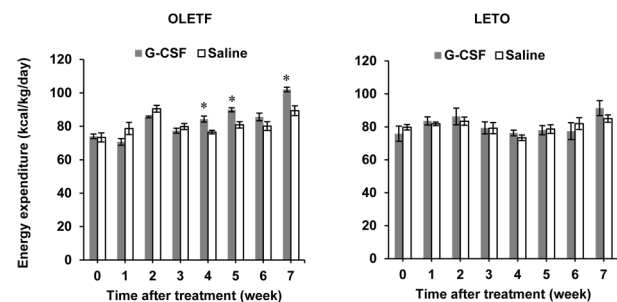 OLETF
LETO
G-CSF Saline
G-CSF Saline
Energy expenditure (kcal/kg/day)
120
100
80
60
40
20
0
* * *
0 1 2 3 4 5 6 7
Time after treatment (week)
120
100
80
60
40
20
0
0 1 2 3 4 5 6 7
Time after treatment (week)